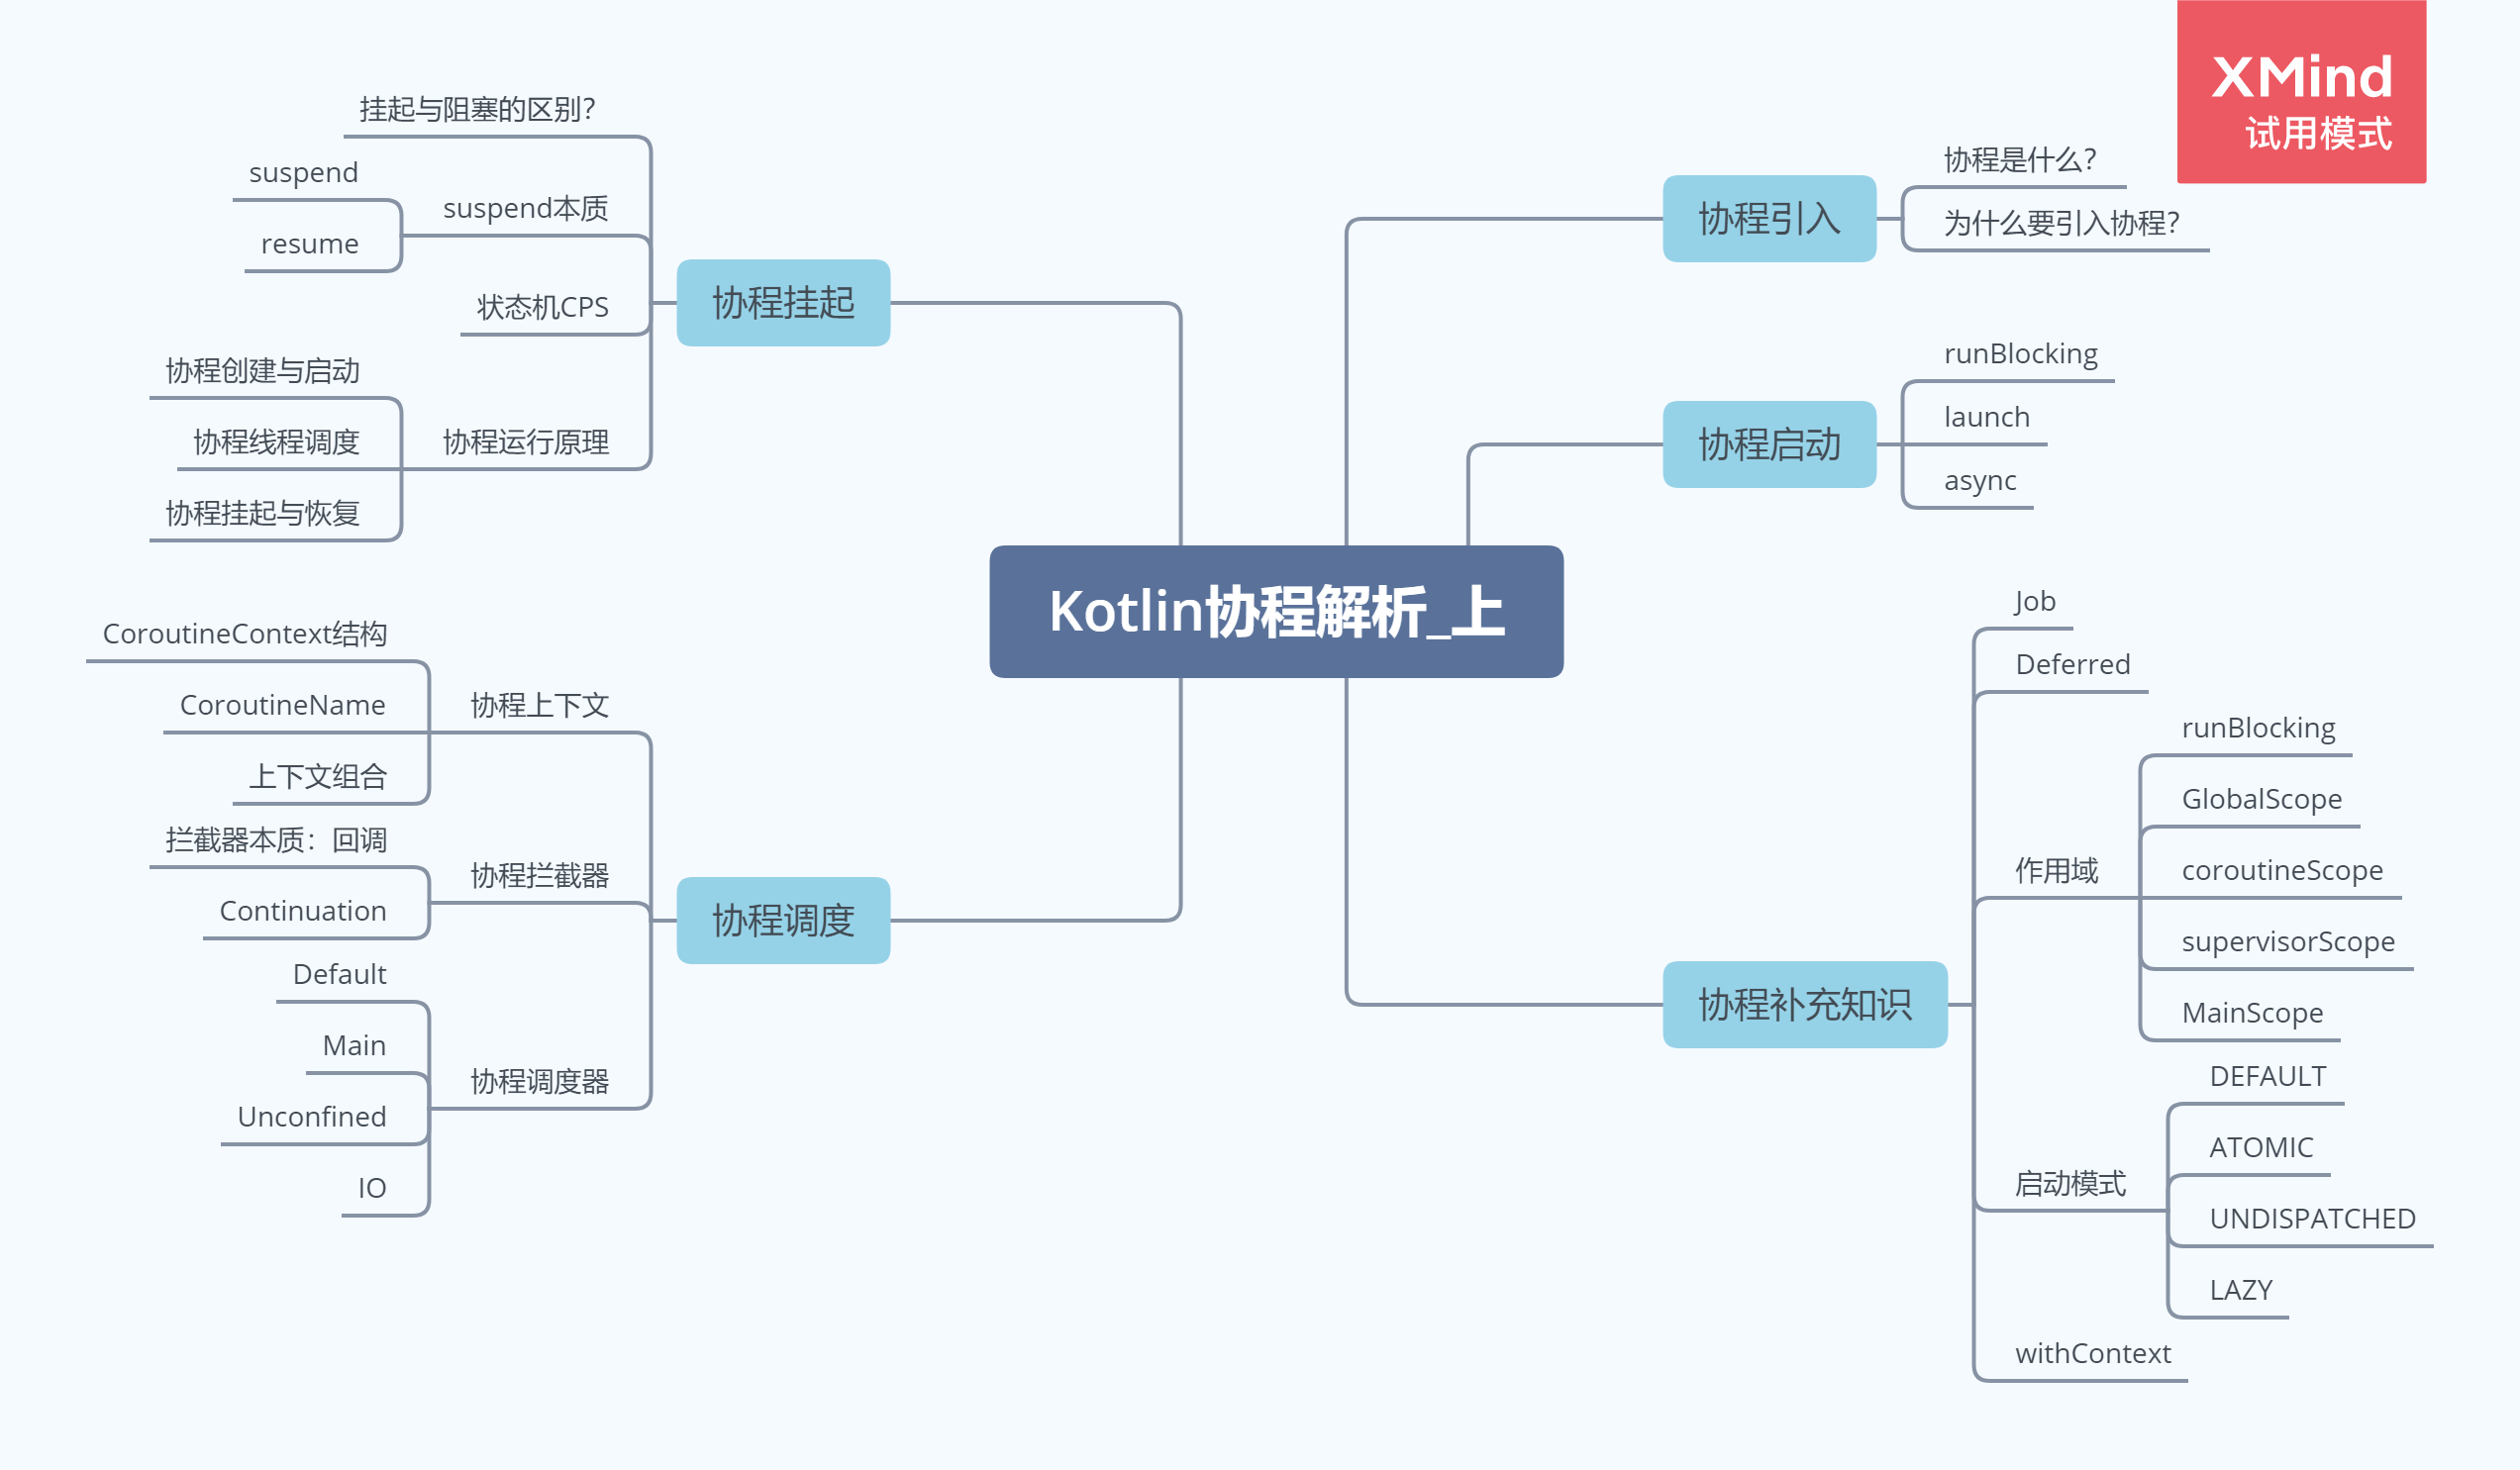 XMind
试用模式
Kotlin协程解析_上
协程引入
协程是什么？
为什么要引入协程？
协程启动
runBlocking
launch
async
协程补充知识
Job
Deferred
作用域
runBlocking
GlobalScope
coroutineScope
supervisorScope
MainScope
启动模式
DEFAULT
ATOMIC
UNDISPATCHED
LAZY
withContext
协程挂起
挂起与阻塞的区别？
suspend本质
suspend
resume
状态机CPS
协程运行原理
协程创建与启动
协程线程调度
协程挂起与恢复
协程调度
协程上下文
CoroutineContext结构
CoroutineName
上下文组合
协程拦截器
拦截器本质：回调
Continuation
协程调度器
Default
Main
Unconfined
IO